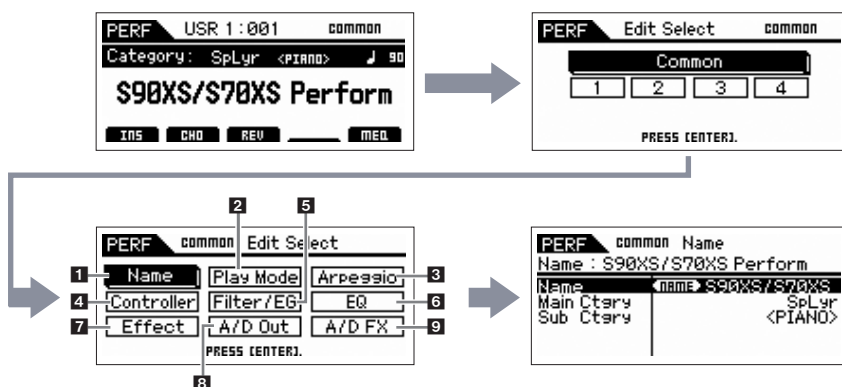 PERF USR 1:001 common
Category: SpLyr <PIANO> ♩ 90
S90XS/S70XS Perform
INS CHO REV MEQ
PERF Edit Select common
Common
1 2 3 4
PRESS [ENTER].
2 5
PERF common Edit Select
1 Name Play Mode Arpeggio 3
4 Controller Filter/EG EQ 6
7 Effect A/D Out A/D FX 9
PRESS [ENTER].
8
PERF common Name
Name : S90XS/S70XS Perform
Name NAME S90XS/S70XS
Main Ctgry SpLyr
Sub Ctgry <PIANO>